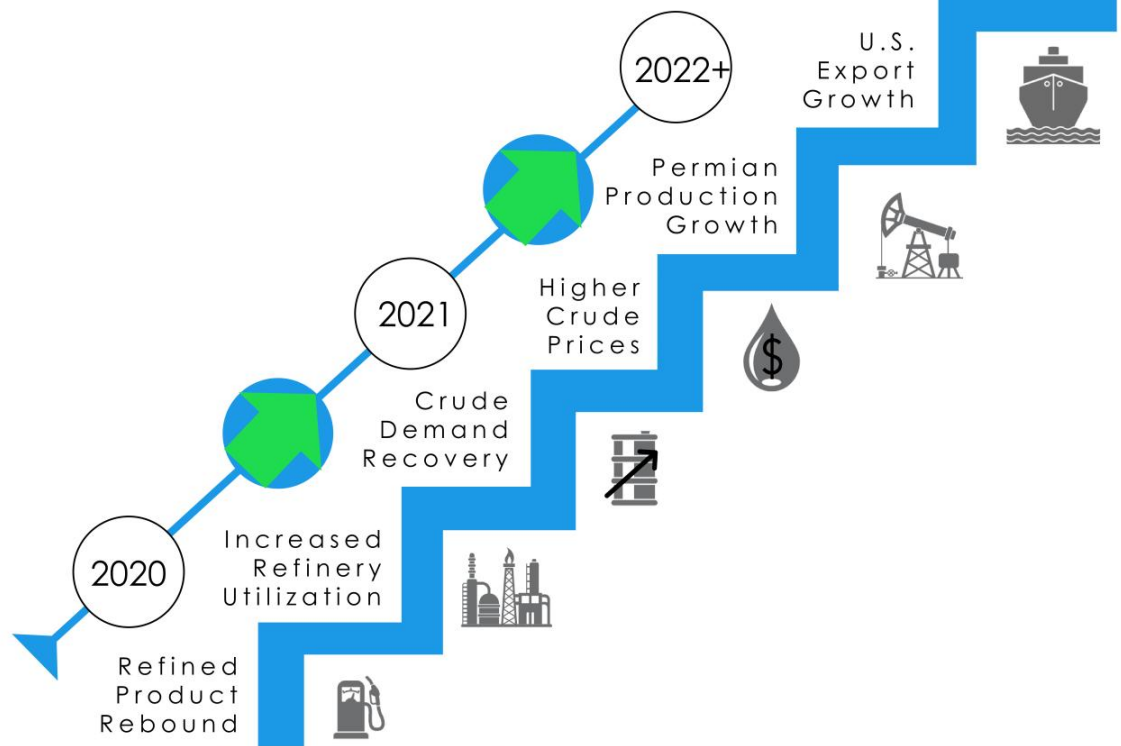 2022+
2021
2020
U.S.
Export
Growth
Permian
Production
Growth
Higher
Crude
Prices
$
Crude
Demand
Recovery
Increased
Refinery
Utilization
Refined
Product
Rebound